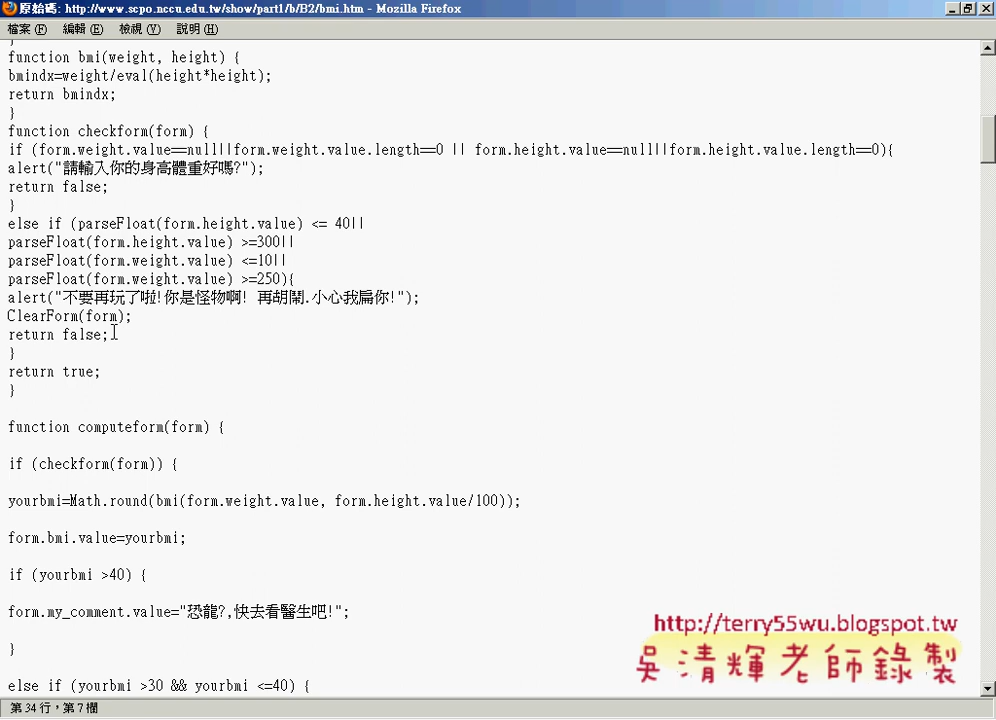 原始碼: http://www.scpo.nccu.edu.tw/show/part1/b/B2/bmi.htm - Mozilla Firefox
檔案(F) 編輯(E) 檢視(V) 說明(H)
}
function bmi(weight, height) {
bmindx=weight/eval(height*height);
return bmindx;
}
function checkform(form) {
if (form.weight.value==null||form.weight.value.length==0 || form.height.value==null||form.height.value.length==0){
alert("請輸入你的身高體重好嗎?");
return false;
}
else if (parseFloat(form.height.value) <= 40||
parseFloat(form.height.value) >=300||
parseFloat(form.weight.value) <=10||
parseFloat(form.weight.value) >=250){
alert("不要再玩了啦!你是怪物啊! 再胡鬧.小心我扁你!");
ClearForm(form);
return false;
}
return true;
}
function computeform(form) {
if (checkform(form)) {
yourbmi=Math.round(bmi(form.weight.value, form.height.value/100));
form.bmi.value=yourbmi;
if (yourbmi >40) {
form.my_comment.value="恐龍?,快去看醫生吧!";
}
else if (yourbmi >30 && yourbmi <=40) {
http://terry55wu.blogspot.tw
吳清輝老師錄製
第 34 行，第 7 欄